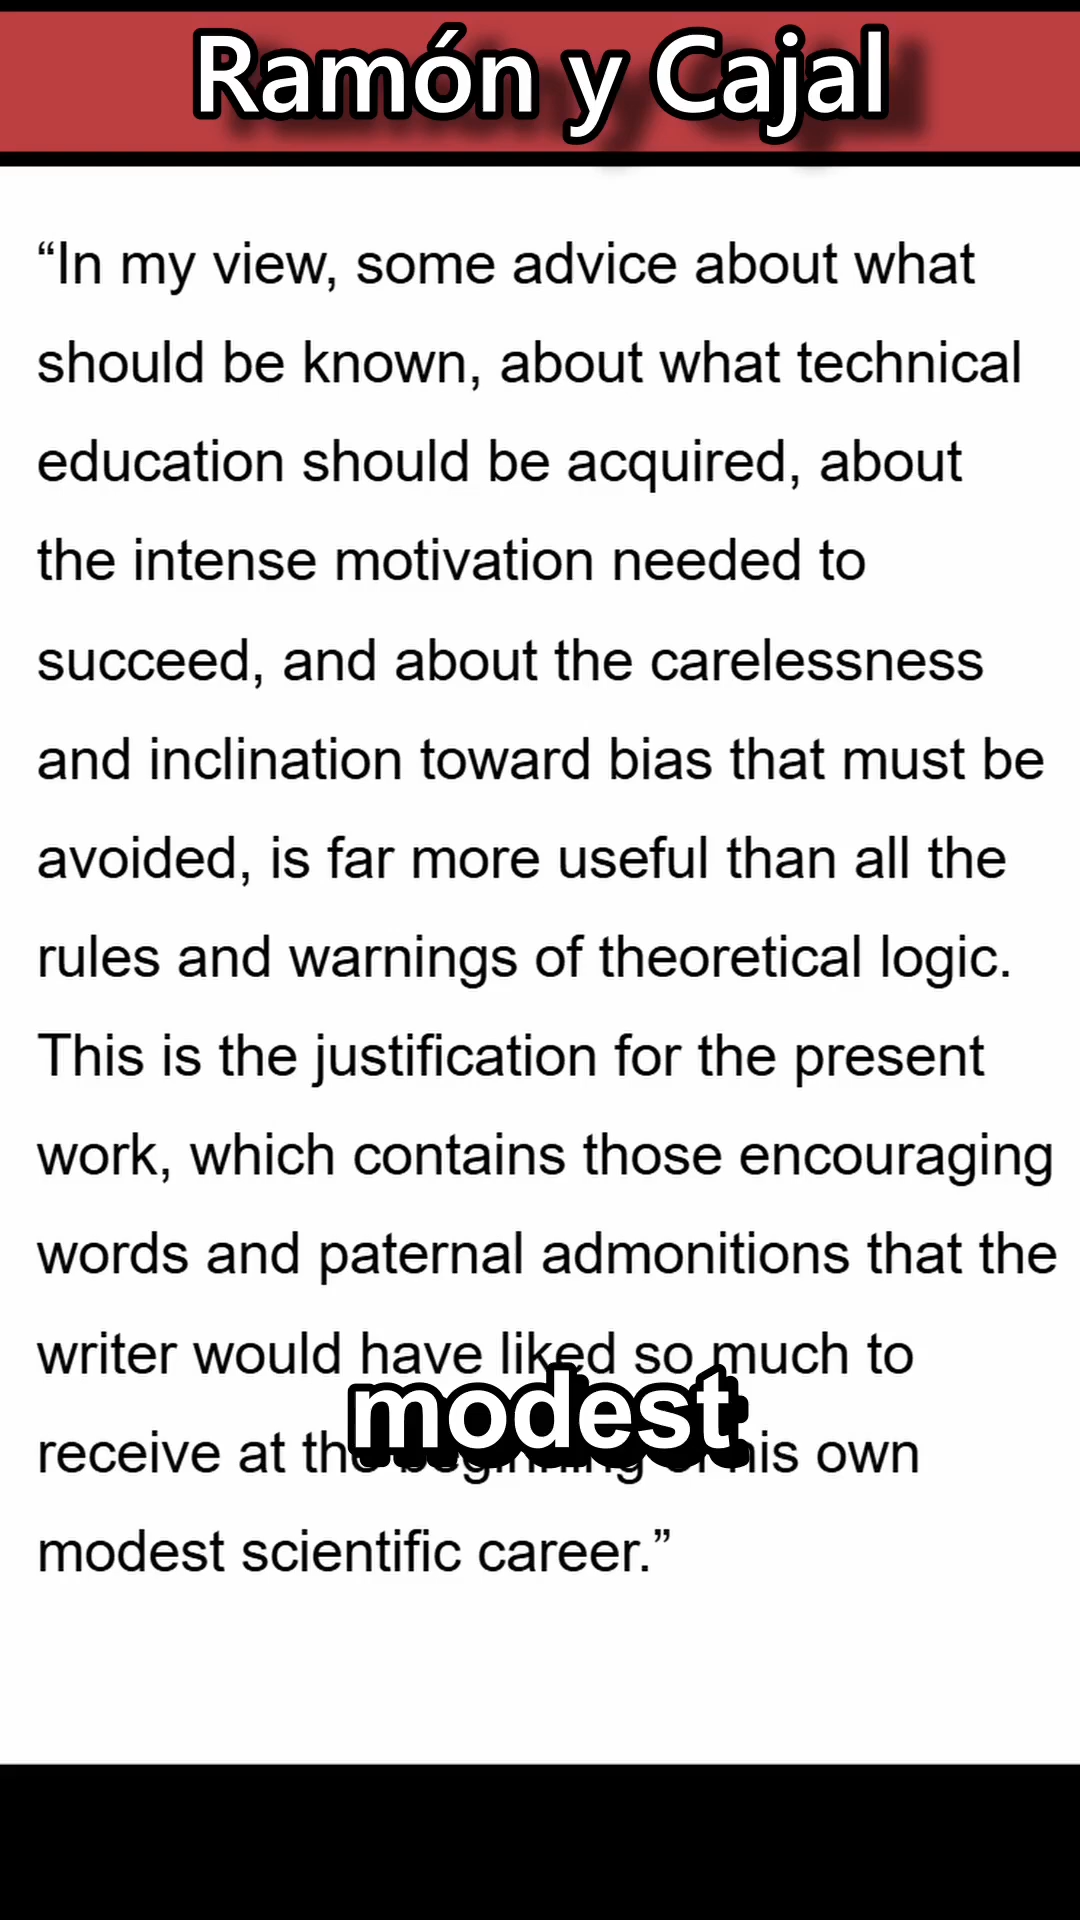 Ramón y Cajal
“In my view, some advice about what
should be known, about what technical
education should be acquired, about
the intense motivation needed to
succeed, and about the carelessness
and inclination toward bias that must be
avoided, is far more useful than all the
rules and warnings of theoretical logic.
This is the justification for the present
work, which contains those encouraging
words and paternal admonitions that the
writer would have liked so much to
modest
receive at the beginning of his own
modest scientific career.”